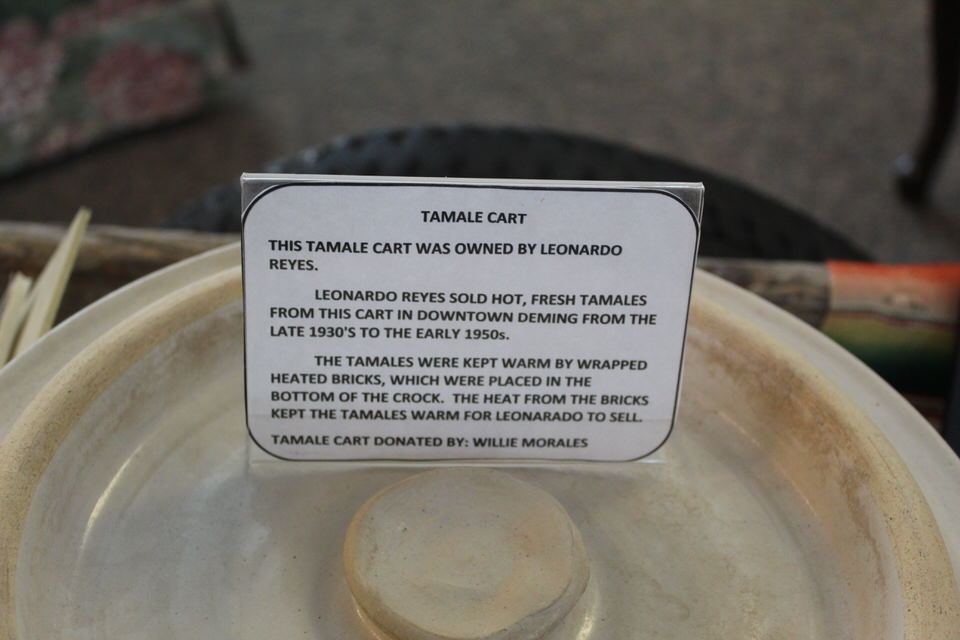 TAMALE CART
THIS TAMALE CART WAS OWNED BY LEONARDO
REYES.
LEONARDO REYES SOLD HOT, FRESH TAMALES
FROM THIS CART IN DOWNTOWN DEMING FROM THE
LATE 1930'S TO THE EARLY 1950s.
THE TAMALES WERE KEPT WARM BY WRAPPED
HEATED BRICKS, WHICH WERE PLACED IN THE
BOTTOM OF THE CROCK.  THE HEAT FROM THE BRICKS
KEPT THE TAMALES WARM FOR LEONARADO TO SELL.
TAMALE CART DONATED BY: WILLIE MORALES